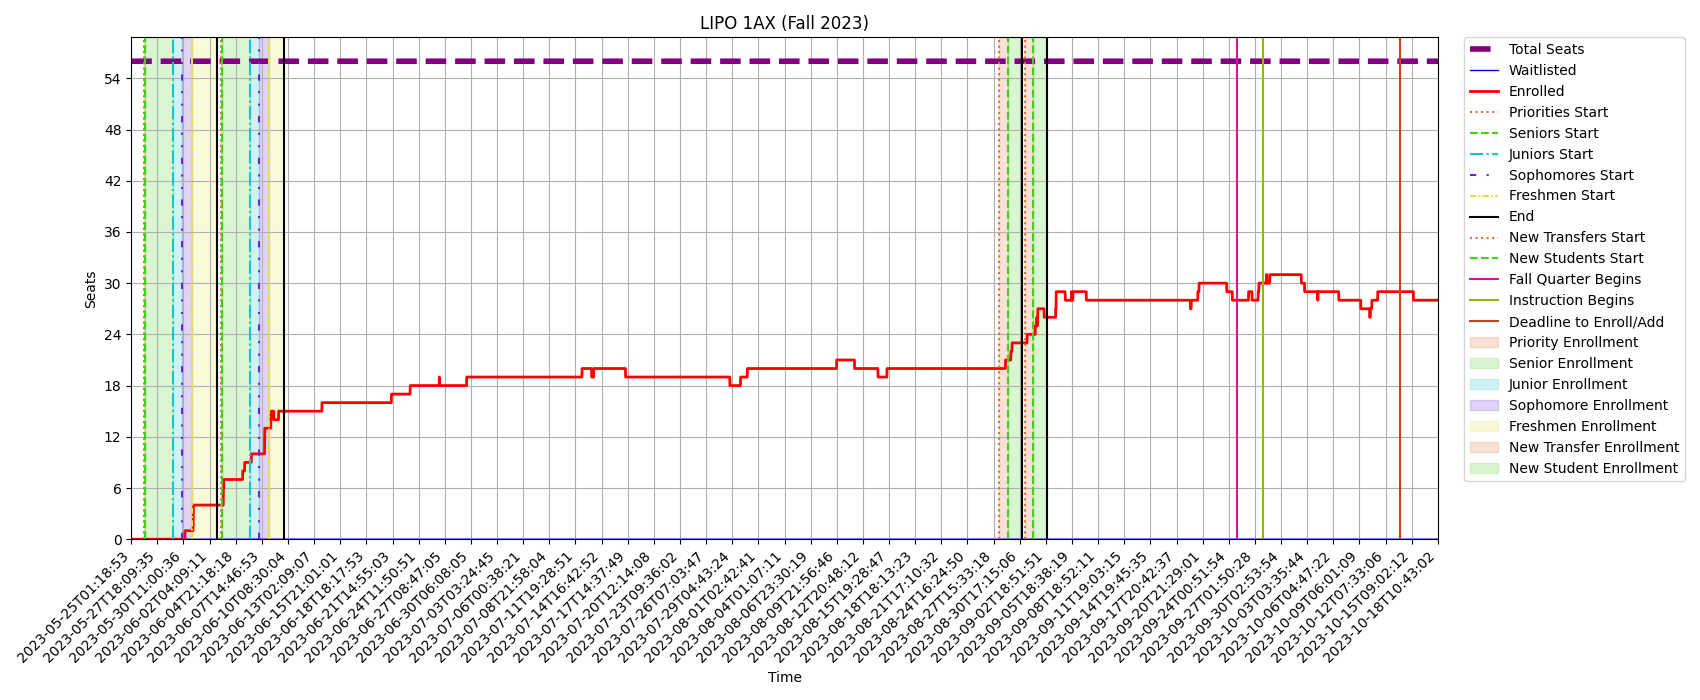 LIPO 1AX (Fall 2023)
Seats
54
48
42
36
30
24
18
12
6
0
2023-05-25T01:18:53
2023-05-27T18:09:35
2023-05-30T11:00:36
2023-06-02T04:09:11
2023-06-04T21:18:18
2023-06-07T14:46:53
2023-06-10T08:30:04
2023-06-13T02:09:07
2023-06-15T21:01:01
2023-06-18T18:17:53
2023-06-21T14:55:03
2023-06-24T11:50:51
2023-06-27T08:47:05
2023-06-30T06:08:05
2023-07-03T03:24:45
2023-07-06T00:38:21
2023-07-08T21:58:04
2023-07-11T19:28:51
2023-07-14T16:42:52
2023-07-17T14:37:49
2023-07-20T12:14:08
2023-07-23T09:36:02
2023-07-26T07:03:47
2023-07-29T04:43:24
2023-08-01T02:42:41
2023-08-04T01:07:11
2023-08-06T23:30:19
2023-08-09T21:56:46
2023-08-12T20:48:12
2023-08-15T19:28:47
2023-08-18T18:13:23
2023-08-21T17:10:32
2023-08-24T16:24:50
2023-08-27T15:33:18
2023-08-30T17:15:06
2023-09-02T18:51:51
2023-09-05T18:38:19
2023-09-08T18:52:11
2023-09-11T19:03:15
2023-09-14T19:45:35
2023-09-17T20:42:37
2023-09-20T21:29:01
2023-09-24T00:51:54
2023-09-27T01:50:28
2023-09-30T02:53:54
2023-10-03T03:35:44
2023-10-06T04:47:22
2023-10-09T06:01:09
2023-10-12T07:33:06
2023-10-15T09:02:12
2023-10-18T10:43:02
Time
Total Seats
Waitlisted
Enrolled
Priorities Start
Seniors Start
Juniors Start
Sophomores Start
Freshmen Start
End
New Transfers Start
New Students Start
Fall Quarter Begins
Instruction Begins
Deadline to Enroll/Add
Priority Enrollment
Senior Enrollment
Junior Enrollment
Sophomore Enrollment
Freshmen Enrollment
New Transfer Enrollment
New Student Enrollment